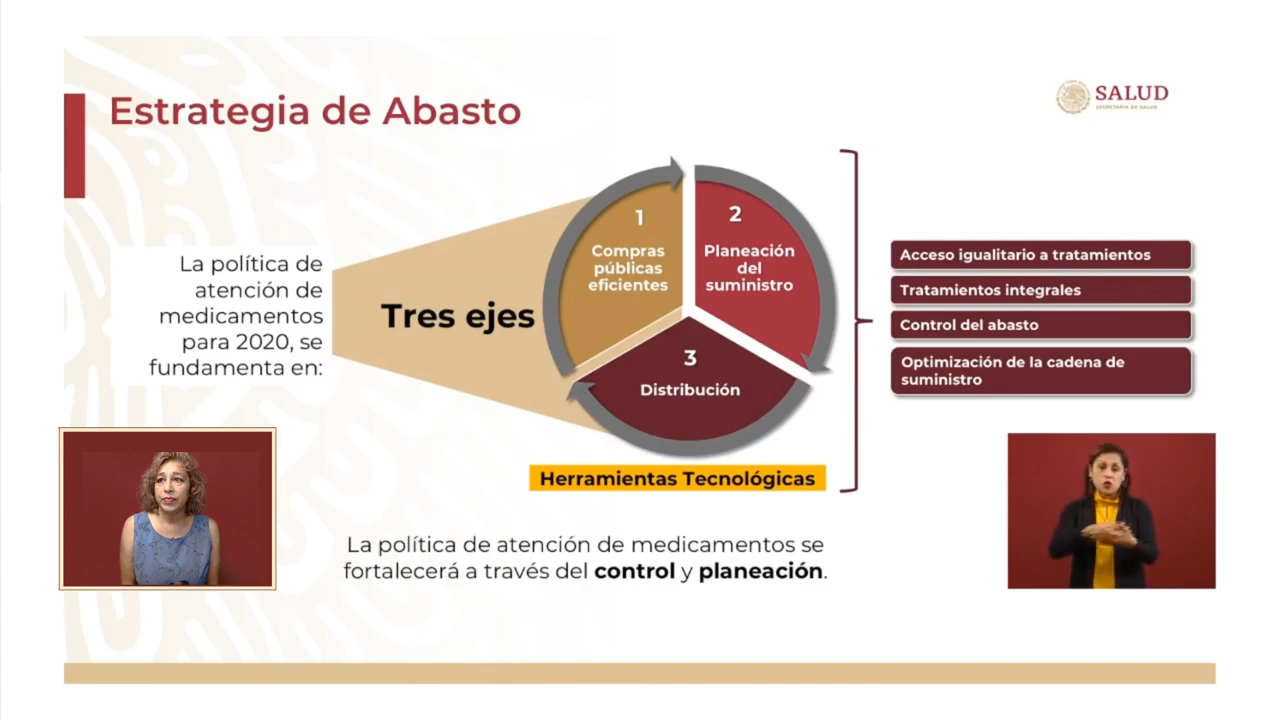 Estrategia de Abasto
SALUD
SECRETARÍA DE SALUD
La política de
atención de
medicamentos
para 2020, se
fundamenta en:
Tres ejes
1
Compras
públicas
eficientes
2
Planeación
del
suministro
3
Distribución
Herramientas Tecnológicas
Acceso igualitario a tratamientos
Tratamientos integrales
Control del abasto
Optimización de la cadena de
suministro
La política de atención de medicamentos se
fortalecerá a través del control y planeación.